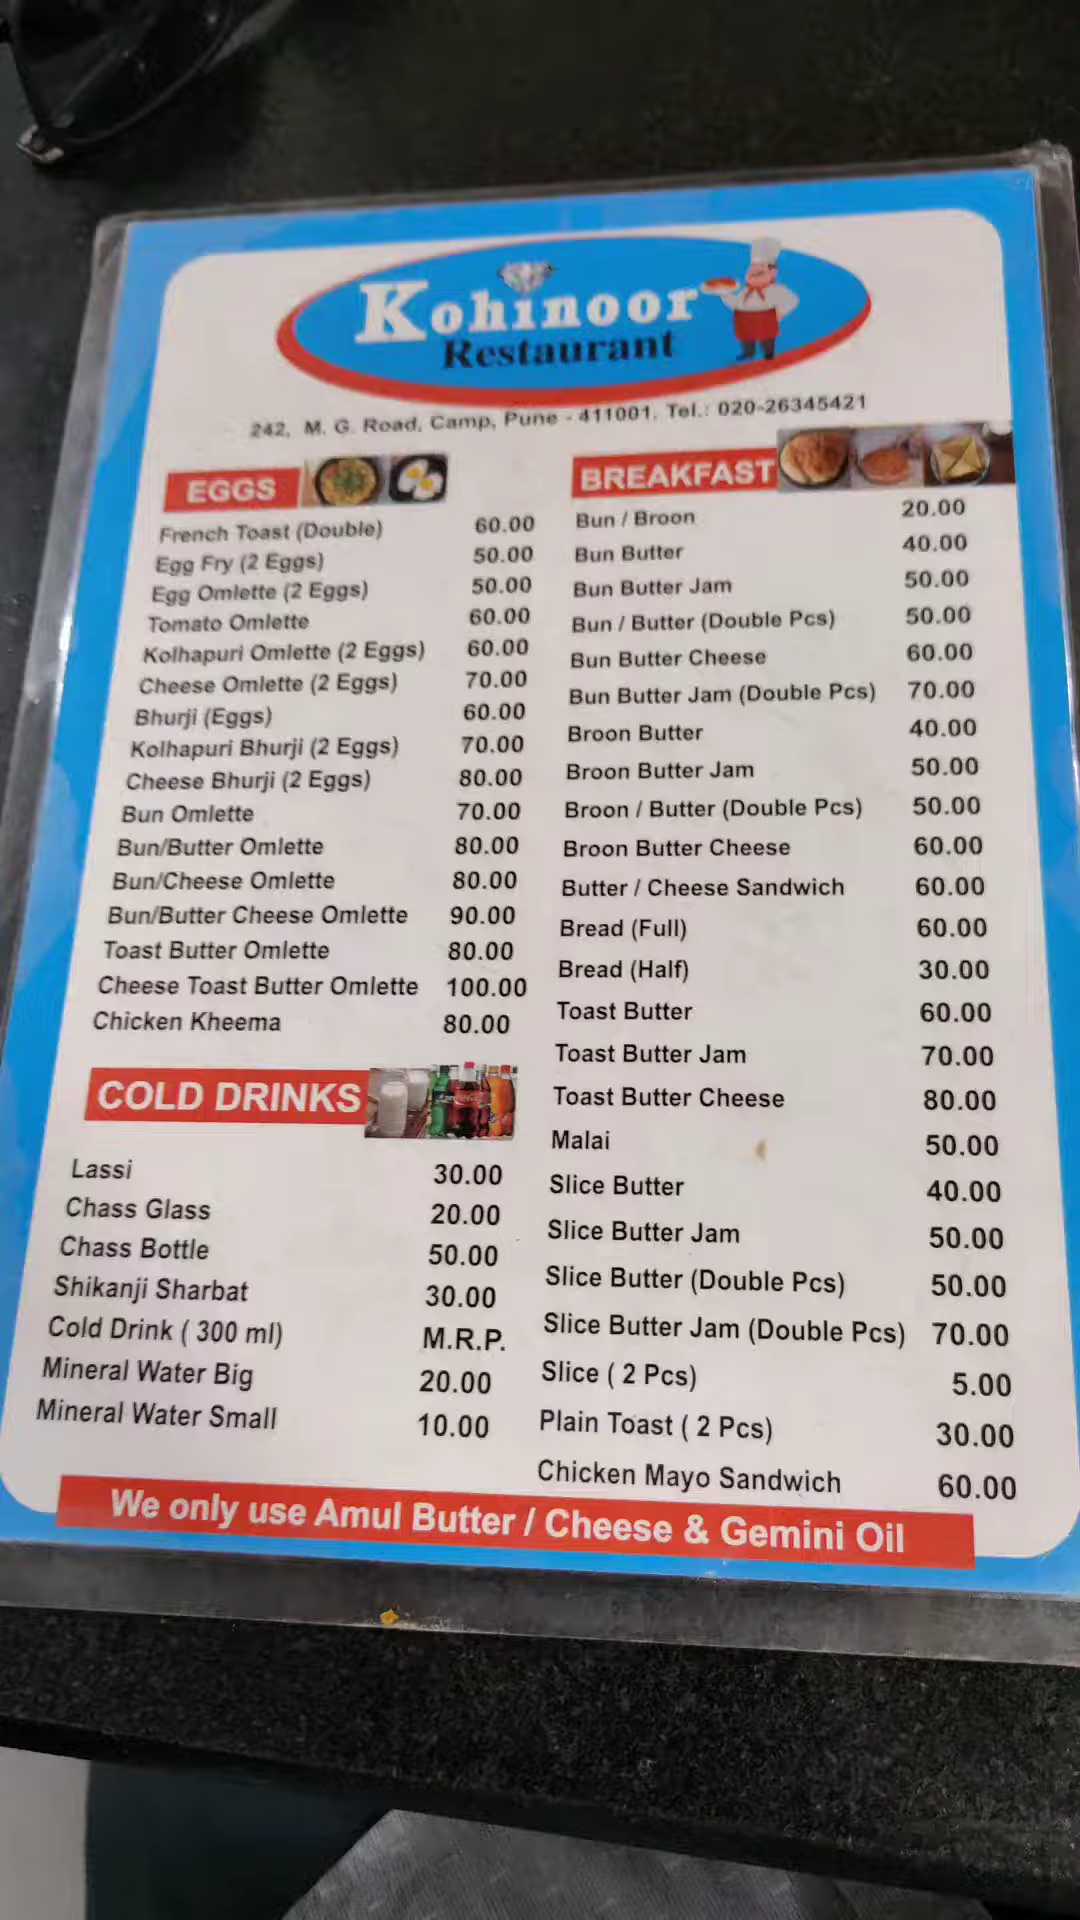 Kohinoor
Restaurant
242, M. G. Road, Camp, Pune - 411001. Tel.: 020-26345421
EGGS
French Toast (Double) 60.00
Egg Fry (2 Eggs) 50.00
Egg Omlette (2 Eggs) 50.00
Tomato Omlette 60.00
Kolhapuri Omlette (2 Eggs) 60.00
Cheese Omlette (2 Eggs) 70.00
Bhurji (Eggs) 60.00
Kolhapuri Bhurji (2 Eggs) 70.00
Cheese Bhurji (2 Eggs) 80.00
Bun Omlette 70.00
Bun/Butter Omlette 80.00
Bun/Cheese Omlette 80.00
Bun/Butter Cheese Omlette 90.00
Toast Butter Omlette 80.00
Cheese Toast Butter Omlette 100.00
Chicken Kheema 80.00
COLD DRINKS
Lassi 30.00
Chass Glass 20.00
Chass Bottle 50.00
Shikanji Sharbat 30.00
Cold Drink ( 300 ml) M.R.P.
Mineral Water Big 20.00
Mineral Water Small 10.00
BREAKFAST
Bun / Broon 20.00
Bun Butter 40.00
Bun Butter Jam 50.00
Bun / Butter (Double Pcs) 50.00
Bun Butter Cheese 60.00
Bun Butter Jam (Double Pcs) 70.00
Broon Butter 40.00
Broon Butter Jam 50.00
Broon / Butter (Double Pcs) 50.00
Broon Butter Cheese 60.00
Butter / Cheese Sandwich 60.00
Bread (Full) 60.00
Bread (Half) 30.00
Toast Butter 60.00
Toast Butter Jam 70.00
Toast Butter Cheese 80.00
Malai 50.00
Slice Butter 40.00
Slice Butter Jam 50.00
Slice Butter (Double Pcs) 50.00
Slice Butter Jam (Double Pcs) 70.00
Slice ( 2 Pcs) 5.00
Plain Toast ( 2 Pcs) 30.00
Chicken Mayo Sandwich 60.00
We only use Amul Butter / Cheese & Gemini Oil